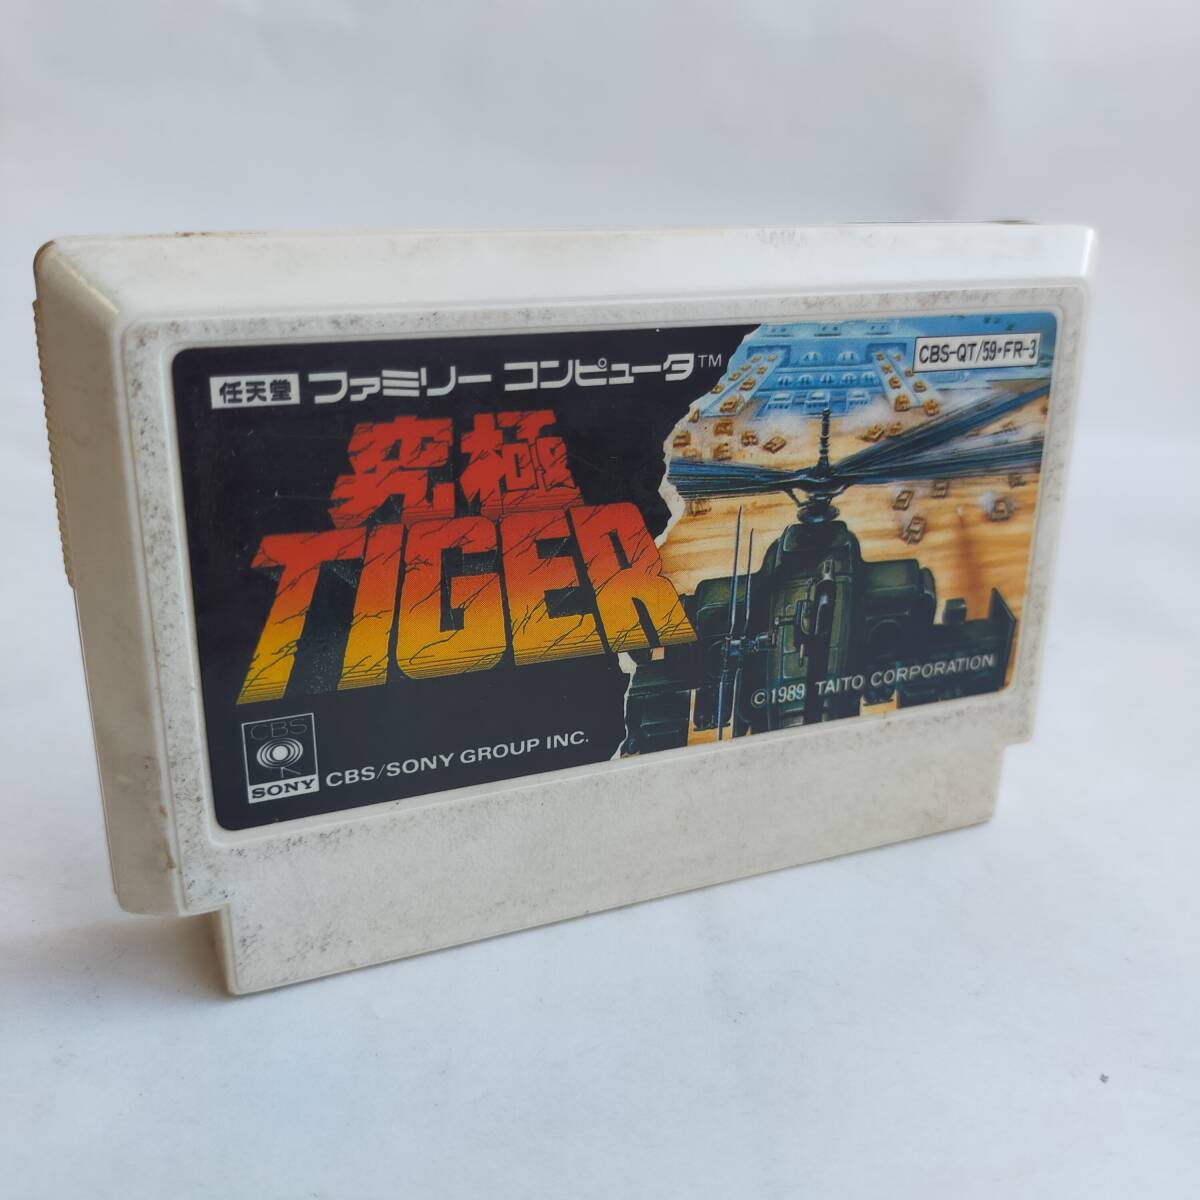 任天堂 ファミリー コンピュータ™
CBS-QT/59・FR-3
究極
TIGER
©1989 TAITO CORPORATION
CBS
SONY
CBS/SONY GROUP INC.